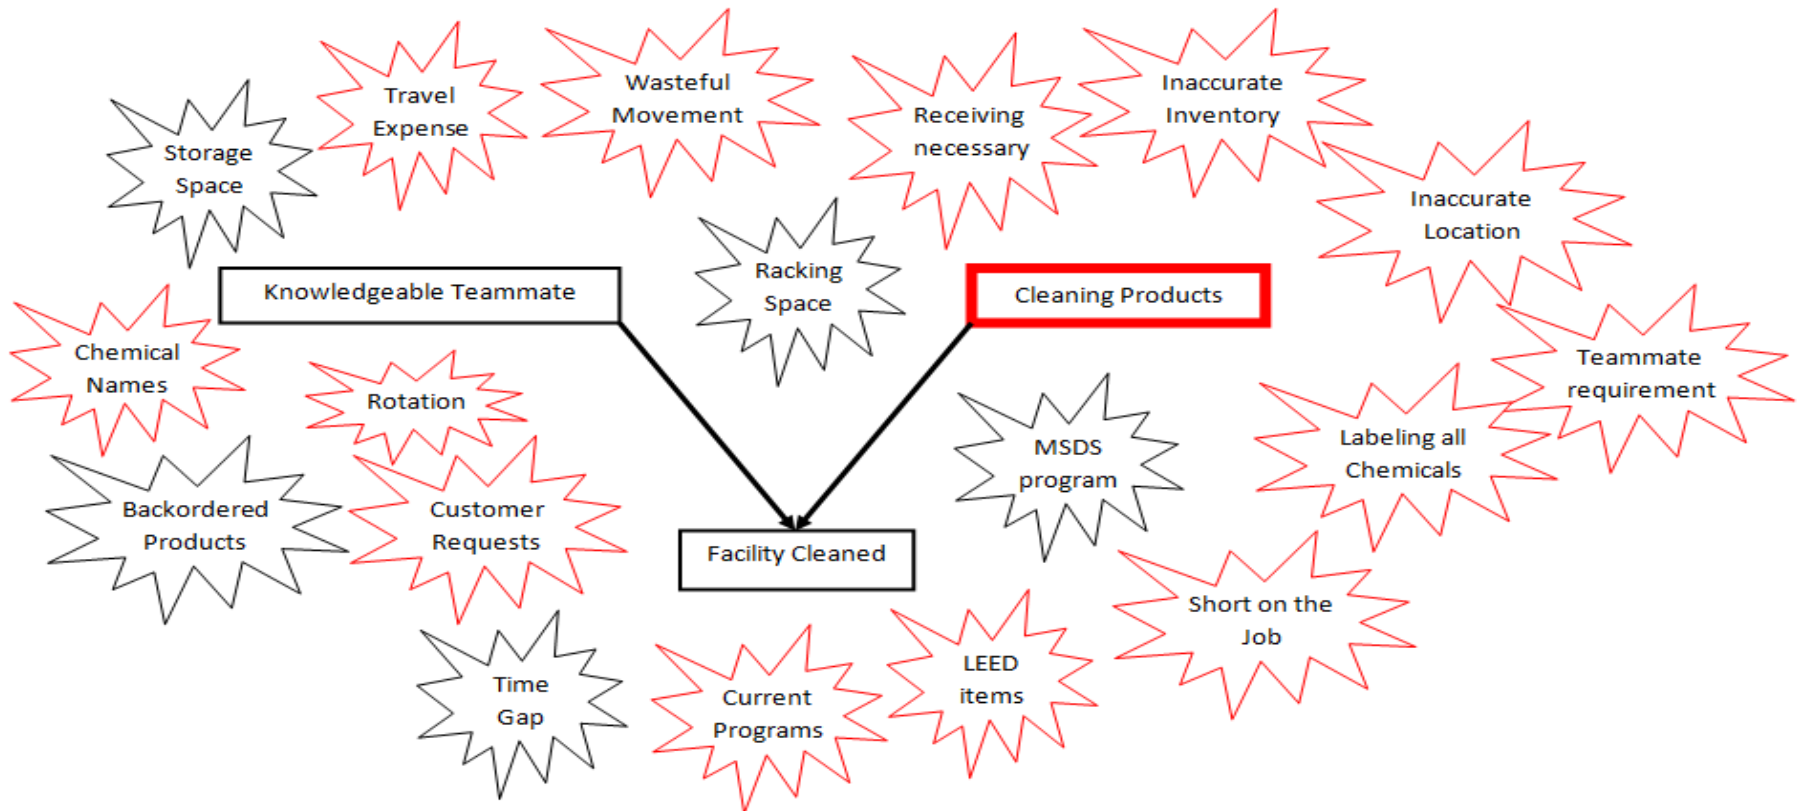 Travel
Expense
Wasteful
Movement
Receiving
necessary
Inaccurate
Inventory
Storage
Space
Inaccurate
Location
Knowledgeable Teammate
Racking
Space
Cleaning Products
Chemical
Names
Rotation
Teammate
requirement
MSDS
program
Labeling all
Chemicals
Backordered
Products
Customer
Requests
Facility Cleaned
Short on the
Job
Time
Gap
Current
Programs
LEED
items